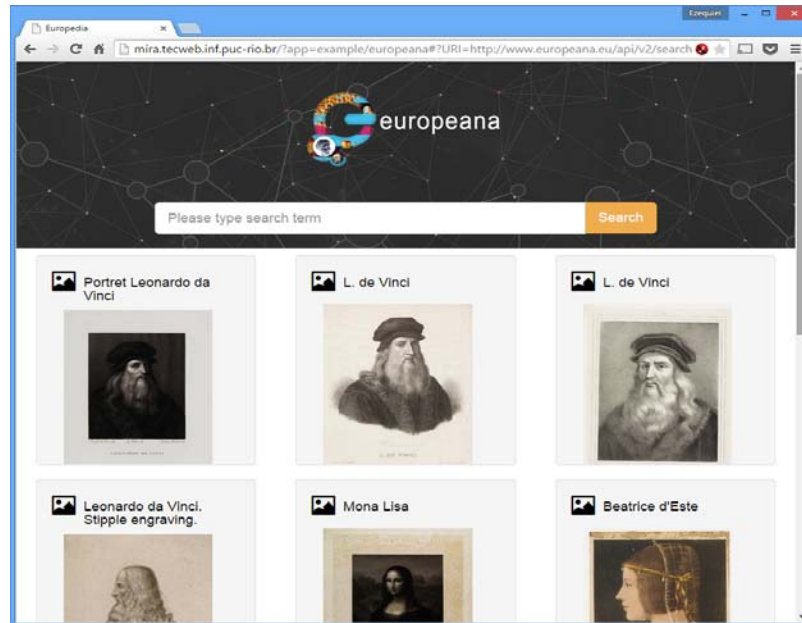 Ezequiel
Europedia
mira.tecweb.inf.puc-rio.br/?app=example/europeana#?URI=http://www.europeana.eu/api/v2/search
europeana
Please type search term
Search
Portret Leonardo da
Vinci
L. de Vinci
L. de Vinci
Leonardo da Vinci.
Stipple engraving.
Mona Lisa
Beatrice d'Este